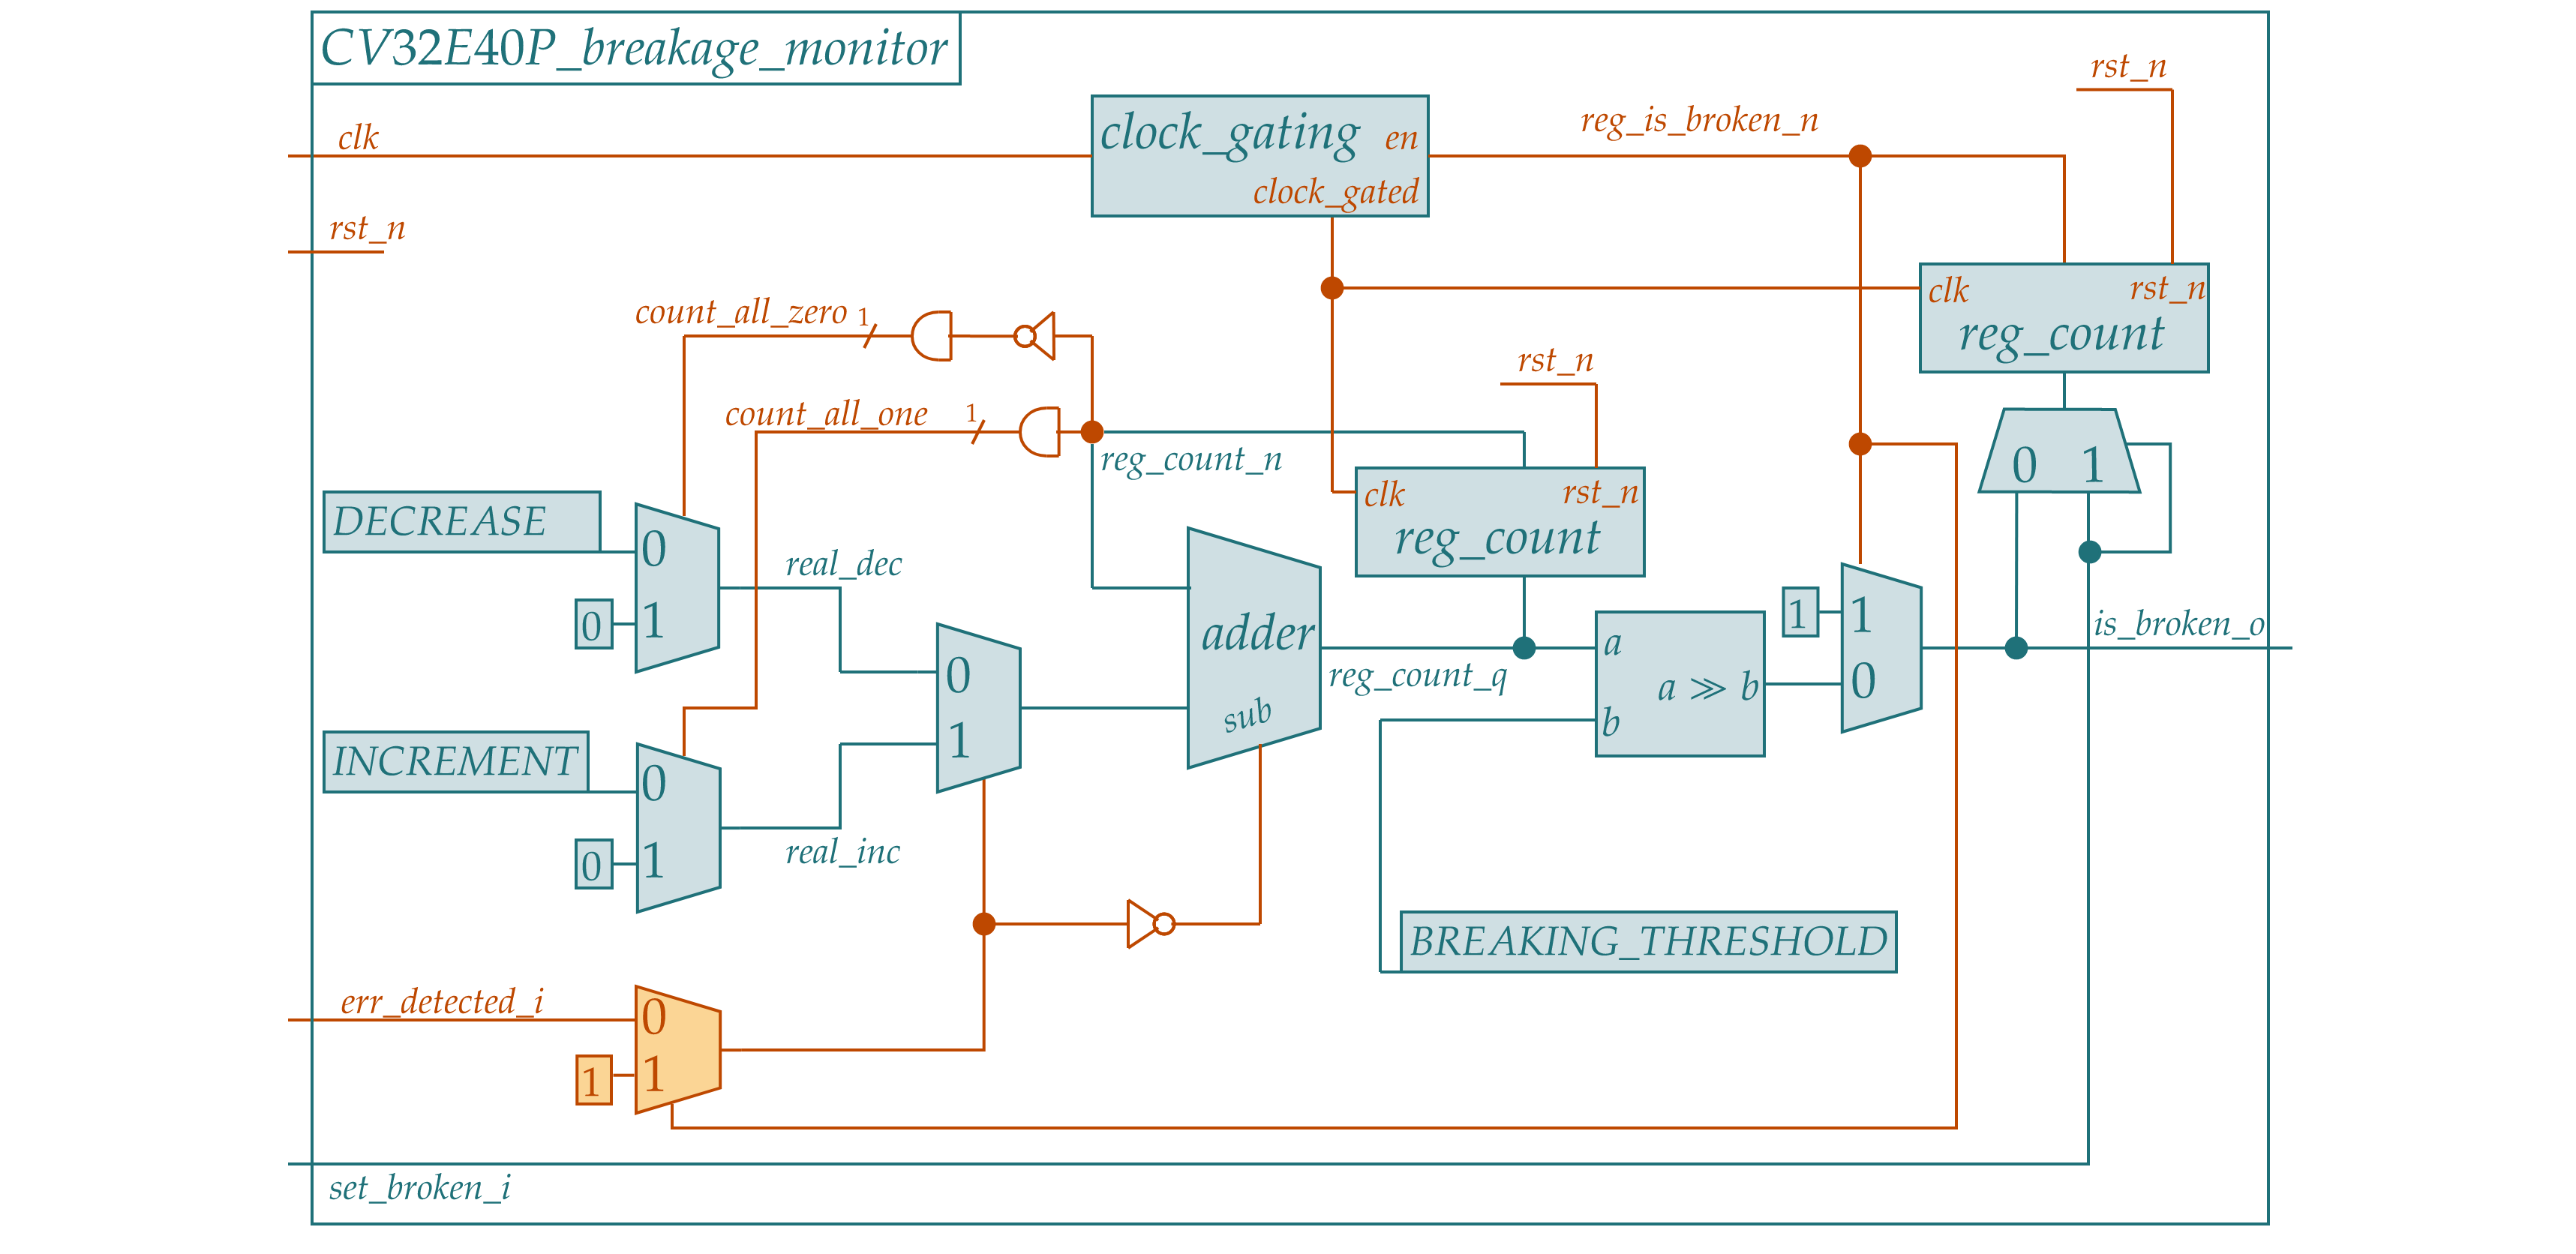 CV32E40P_breakage_monitor
rst_n
clk
clock_gating en
clock_gated
reg_is_broken_n
rst_n
clk rst_n
reg_count
count_all_zero 1
count_all_one 1
reg_count_n
rst_n
clk rst_n
reg_count
0 1
DECREASE
0
0 1
real_dec
adder
sub
reg_count_q
a
b
a ≫ b
1 1
0
is_broken_o
0
1
INCREMENT
0
0 1
real_inc
BREAKING_THRESHOLD
err_detected_i
0
1 1
set_broken_i